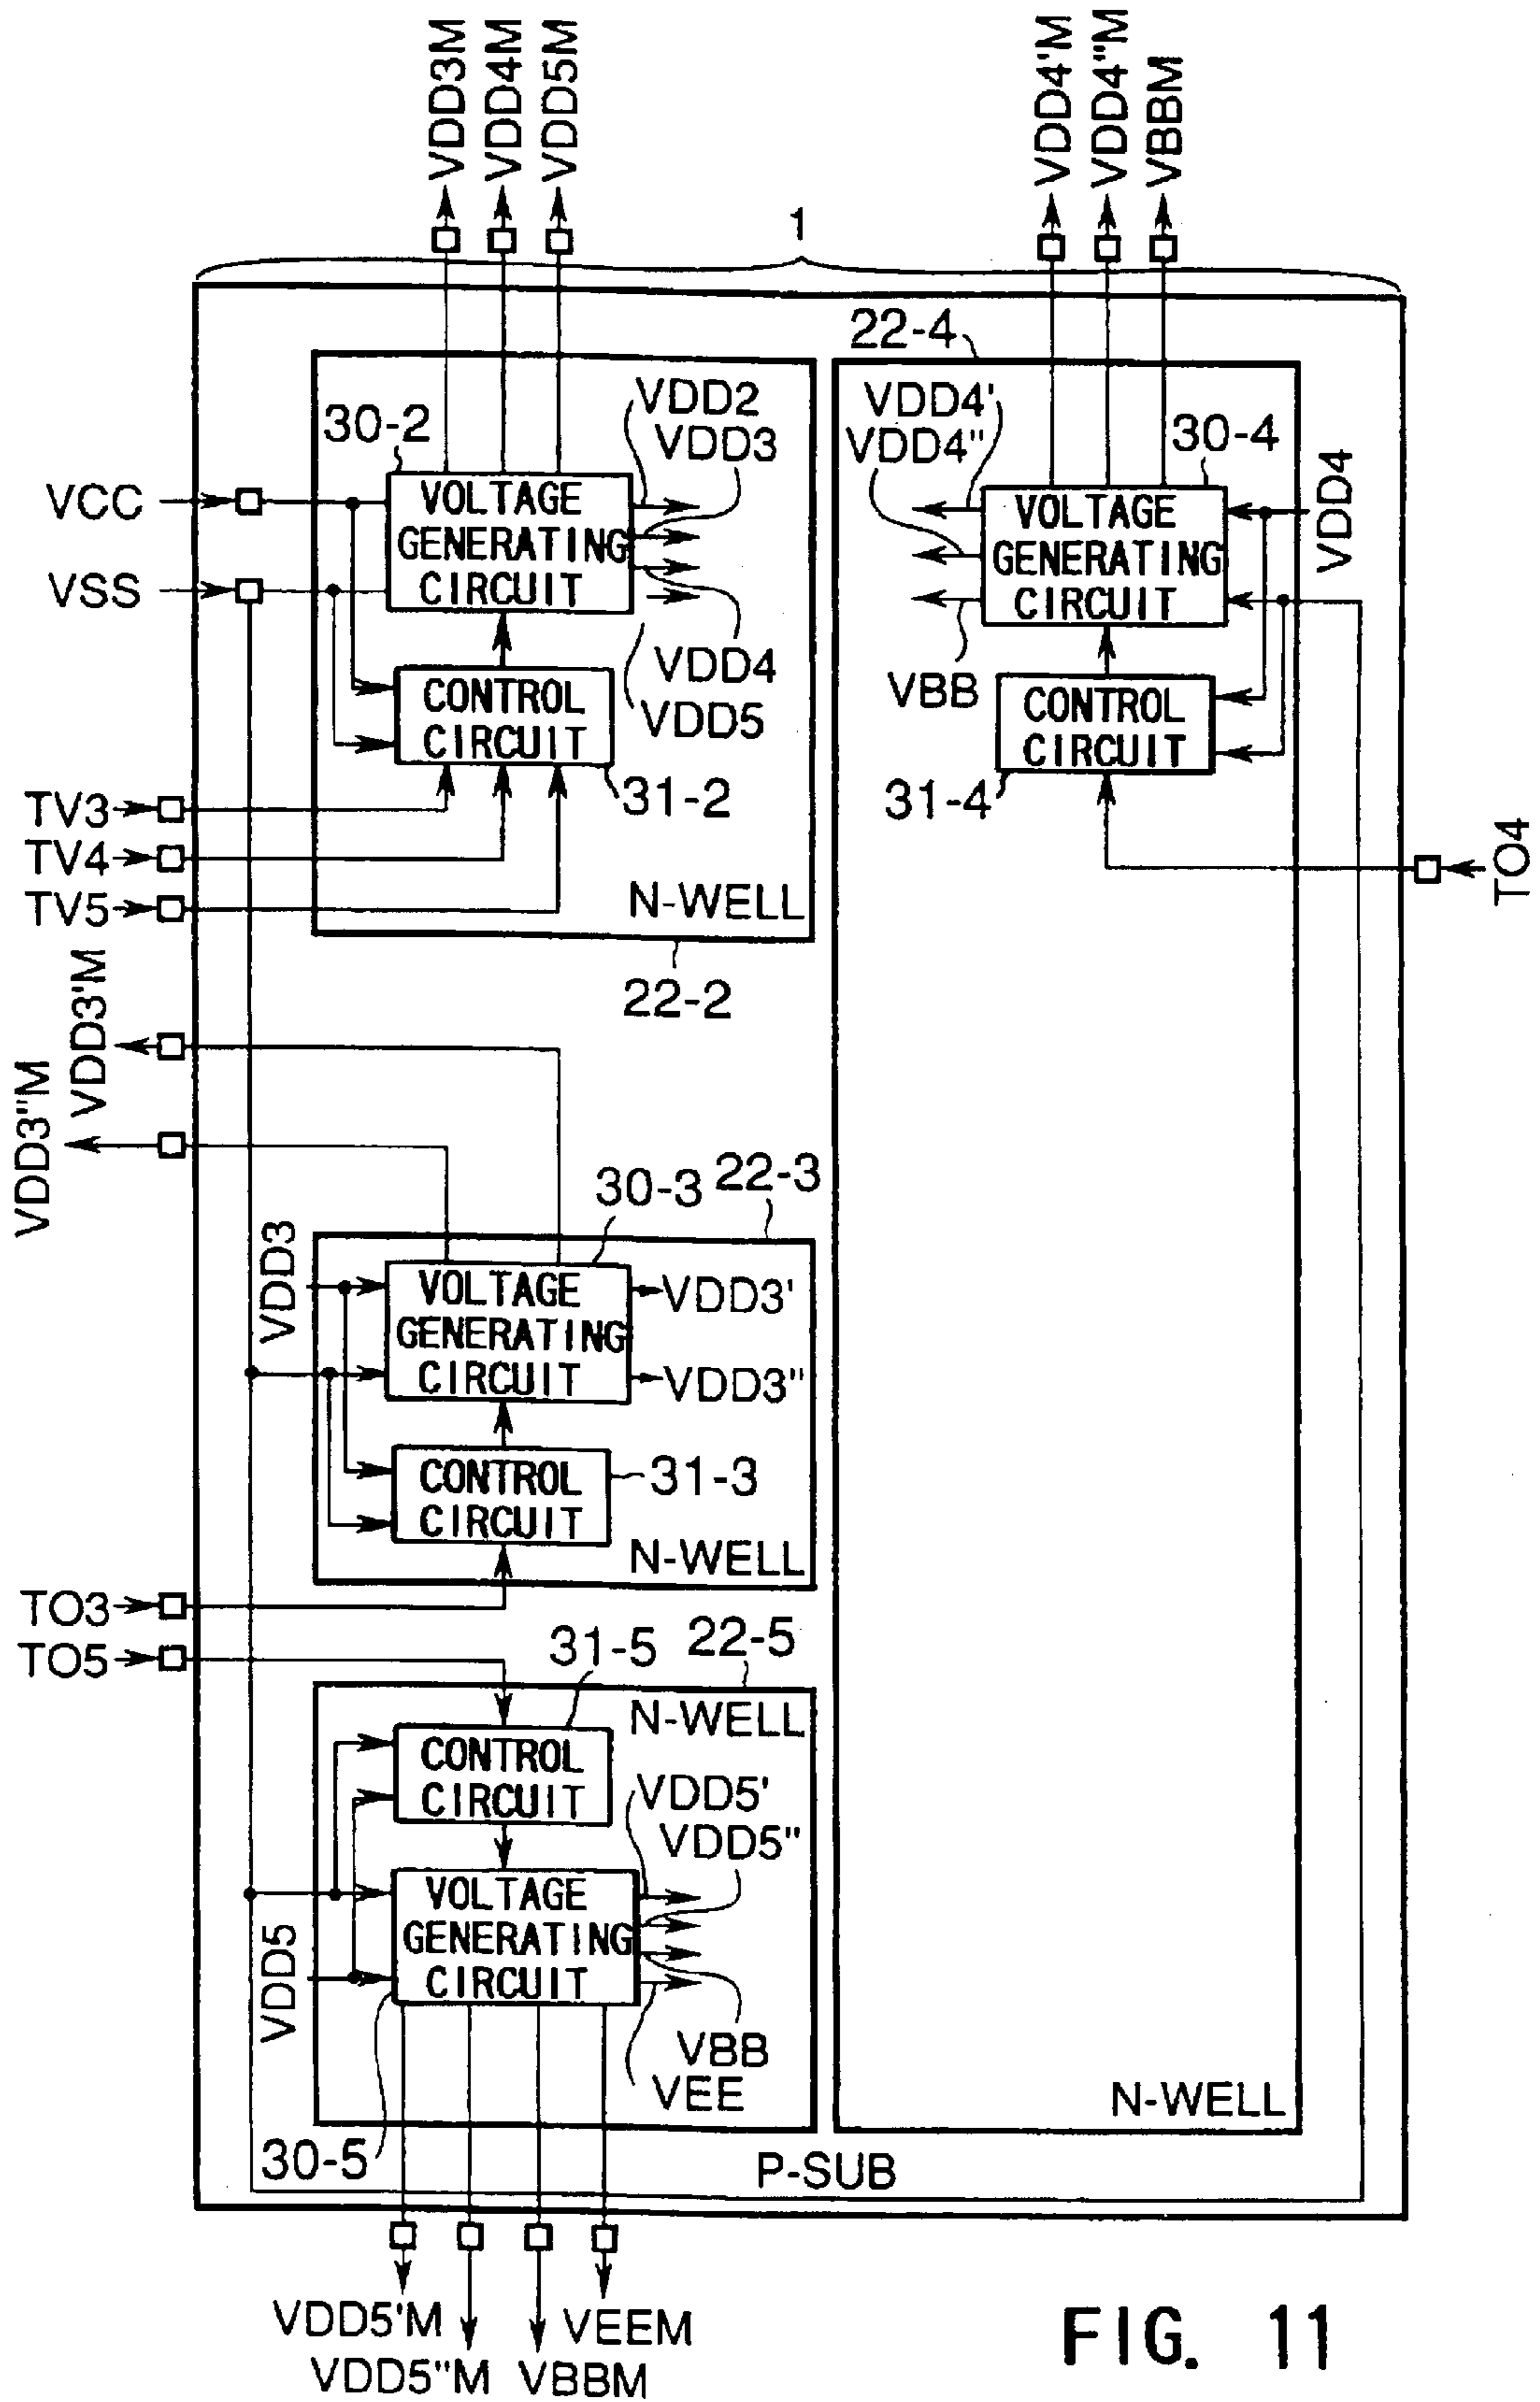 VDD3M
VDD4M
VDD5M
VDD4'M
VDD4"M
VBBM
1
22-4
30-2
VDD2
VDD3
VDD4'
VDD4"
30-4
VCC
VSS
VOLTAGE
GENERATING
CIRCUIT
VOLTAGE
GENERATING
CIRCUIT
VDD4
VDD4
VDD5
VBB
CONTROL
CIRCUIT
CONTROL
CIRCUIT
31-2
31-4
TV3
TV4
TV5
TO4
N-WELL
22-2
VDD3'M
VDD3"M
30-3
22-3
VDD3
VOLTAGE
GENERATING
CIRCUIT
VDD3'
VDD3"
CONTROL
CIRCUIT
31-3
N-WELL
TO3
TO5
31-5
22-5
N-WELL
CONTROL
CIRCUIT
VDD5'
VDD5"
VOLTAGE
GENERATING
CIRCUIT
VDD5
VBB
VEE
N-WELL
30-5
P-SUB
VDD5'M
VEEM
VDD5"M
VBBM
FIG. 11